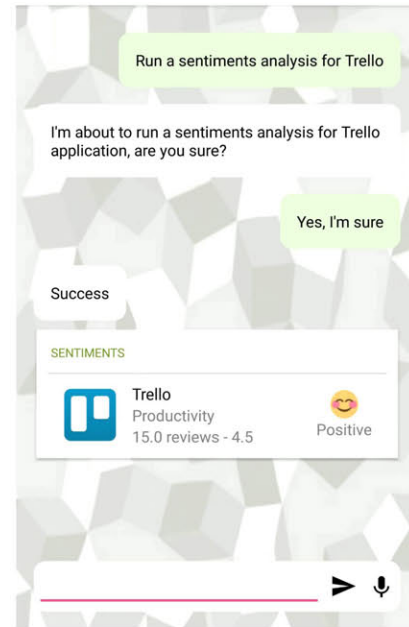 Run a sentiments analysis for Trello
I'm about to run a sentiments analysis for Trello
application, are you sure?
Yes, I'm sure
Success
SENTIMENTS
Trello
Productivity
15.0 reviews - 4.5
Positive